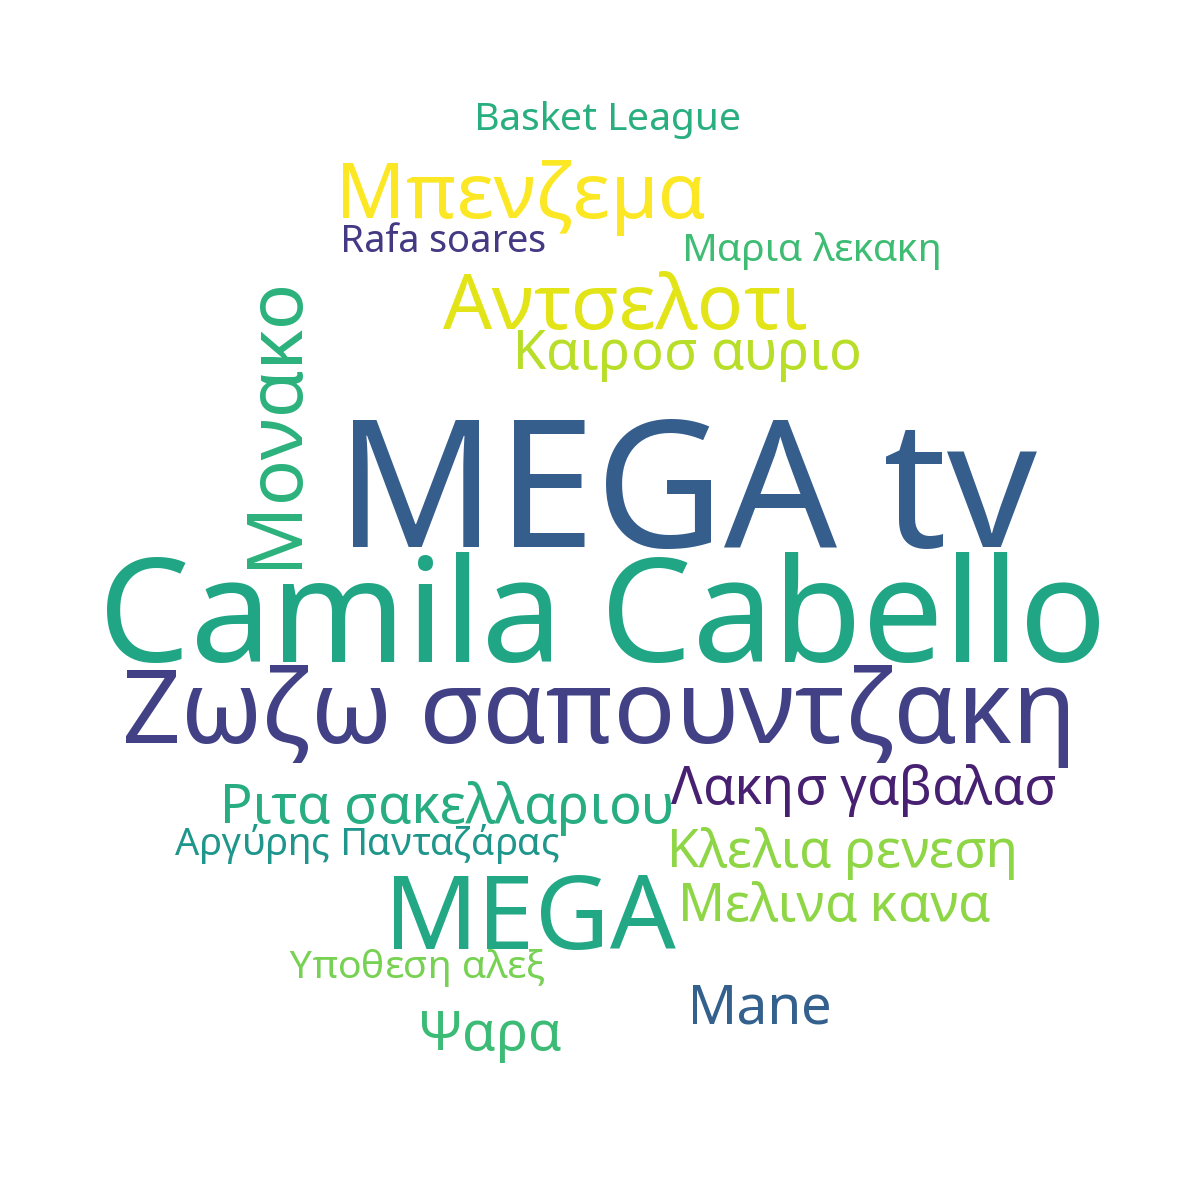 Basket League
Μπενζεμα
Rafa soares
Μαρια λεκακη
Αντσελοτι
Καιροσ αυριο
Μονακο
MEGA tv
Camila Cabello
Ζωζω σαπουντζακη
Λακησ γαβαλασ
Ριτα σακελλαριου
Αργύρης Πανταζάρας
Κλελια ρενεση
MEGA
Μελινα κανα
Υποθεση αλεξ
Mane
Ψαρα